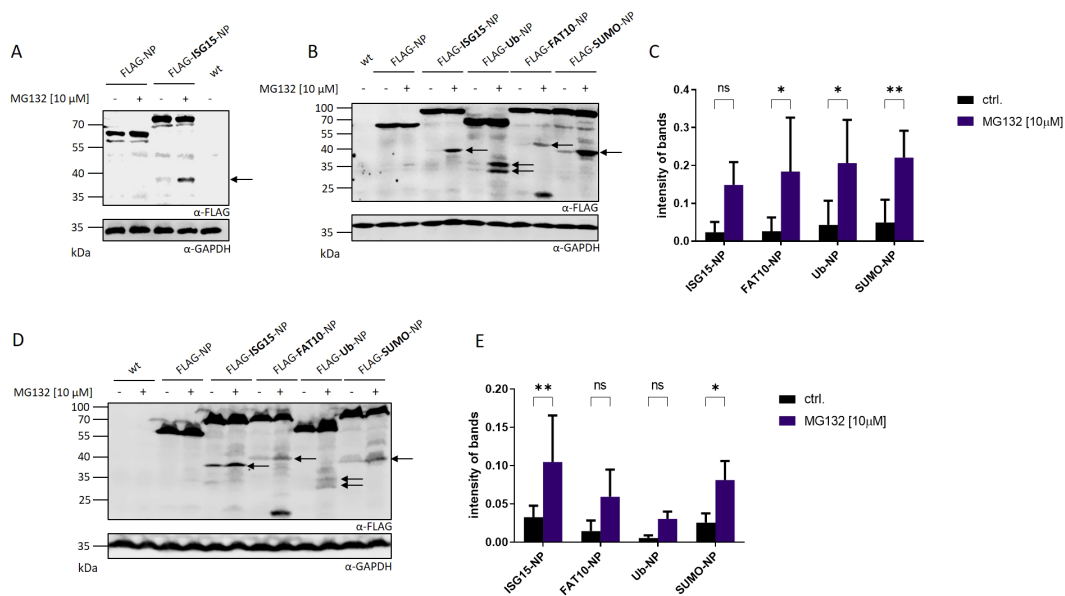 A
FLAG-NP
FLAG-ISG15-NP
wt
MG132 [10 µM]
- + - + -
70
55
40
35
α-FLAG
35
kDa
α-GAPDH
B
wt
FLAG-NP
FLAG-ISG15-NP
FLAG-Ub-NP
FLAG-FAT10-NP
FLAG-SUMO-NP
MG132 [10 µM]
- - + - + - + - + - +
100
70
55
40
35
25
α-FLAG
35
kDa
α-GAPDH
C
intensity of bands
0.4
0.3
0.2
0.1
0.0
ns
*
*
**
ISG15-NP
FAT10-NP
Ub-NP
SUMO-NP
ctrl.
MG132 [10µM]
D
wt
FLAG-NP
FLAG-ISG15-NP
FLAG-FAT10-NP
FLAG-Ub-NP
FLAG-SUMO-NP
MG132 [10 µM]
- + - + - + - + - + - +
100
70
55
40
35
25
α-FLAG
35
kDa
α-GAPDH
E
intensity of bands
0.20
0.15
0.10
0.05
0.00
**
ns
ns
*
ISG15-NP
FAT10-NP
Ub-NP
SUMO-NP
ctrl.
MG132 [10µM]